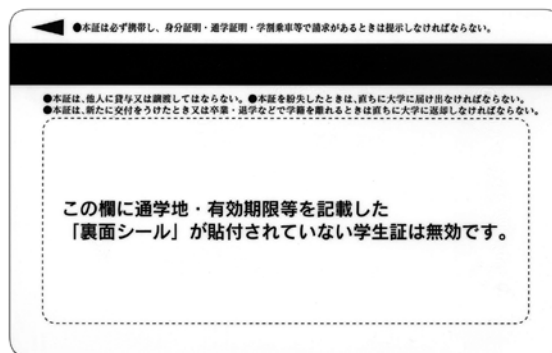 ●本証は必ず携帯し、身分証明・通学証明・学割乗車等で請求があるときは提示しなければならない。
●本証は、他人に貸与又は譲渡してはならない。●本証を紛失したときは、直ちに大学に届け出なければならない。
●本証は、新たに交付をうけたとき又は卒業・退学などで学籍を離れるときは直ちに大学に返却しなければならない。
この欄に通学地・有効期限等を記載した
「裏面シール」が貼付されていない学生証は無効です。